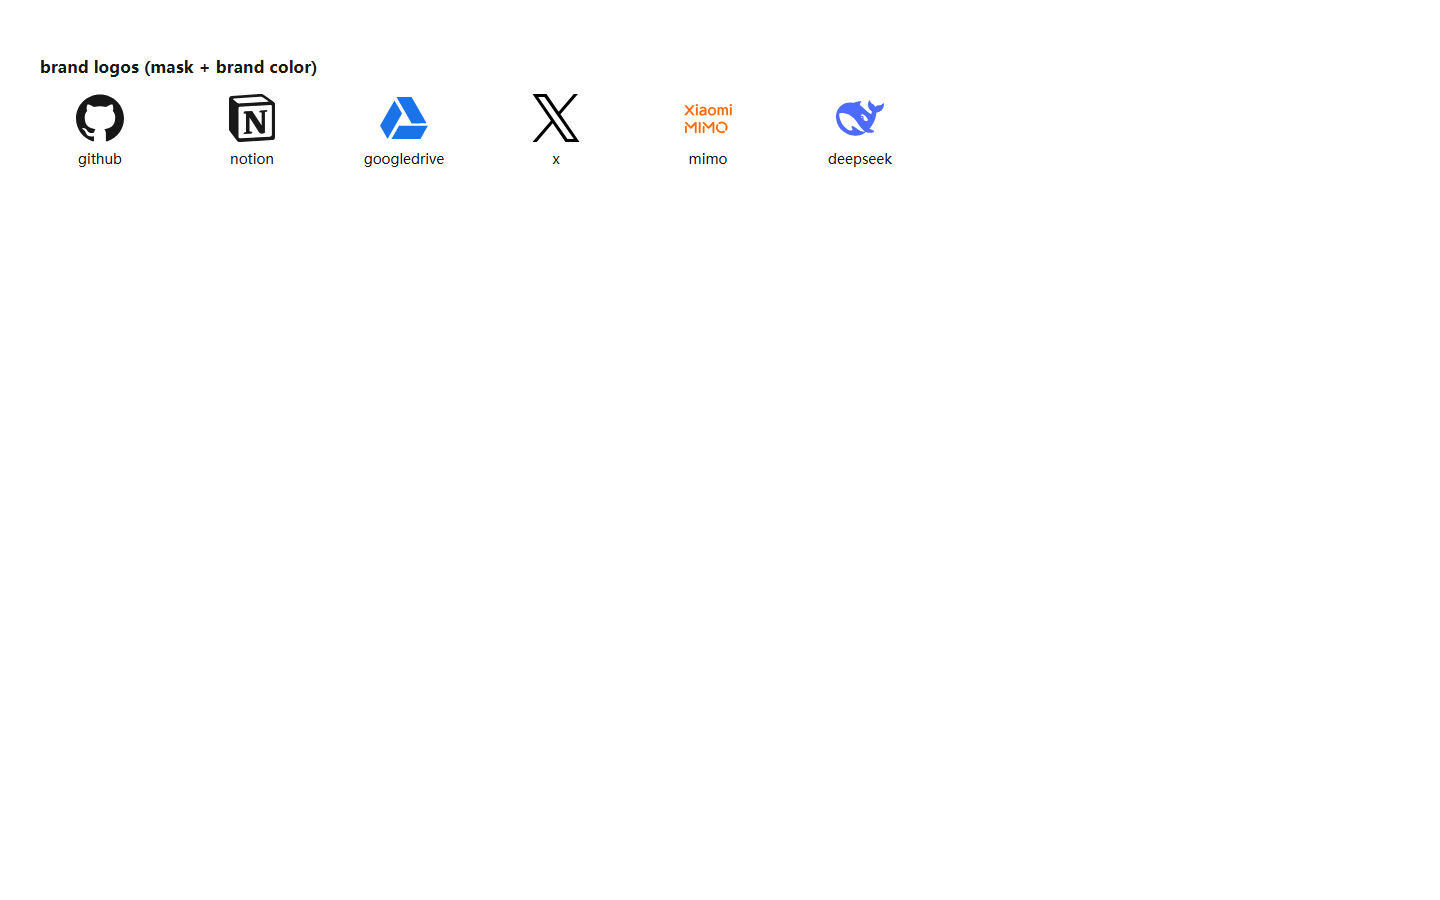 brand logos (mask + brand color)
N
X
Xiaomi
MIMO
github
notion
googledrive
x
mimo
deepseek